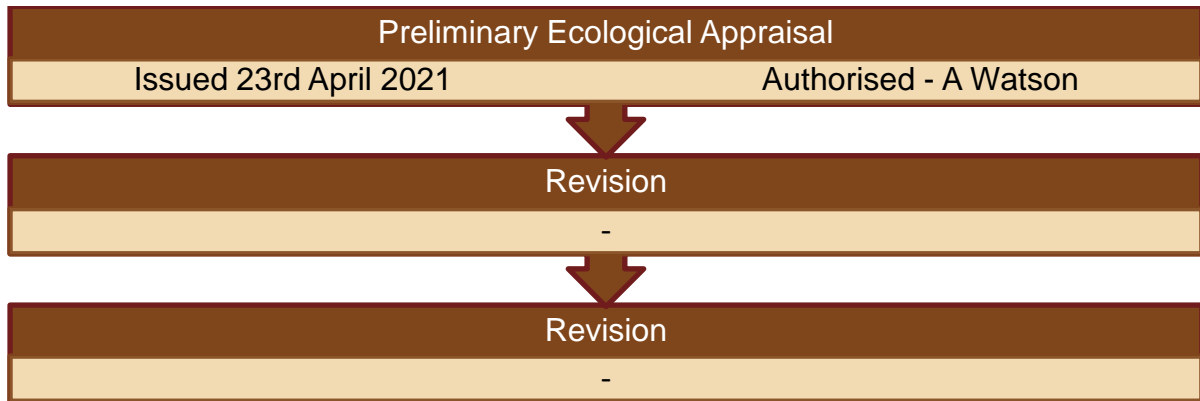 Preliminary Ecological Appraisal
Issued 23rd April 2021 Authorised - A Watson
Revision
-
Revision
-